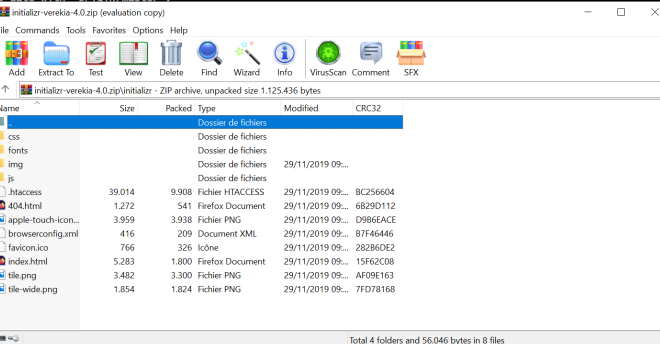 initializr-verekia-4.0.zip (evaluation copy)
ile Commands Tools Favorites Options Help
Add Extract To Test View Delete Find Wizard Info VirusScan Comment SFX
initializr-verekia-4.0.zip\initializr - ZIP archive, unpacked size 1.125.436 bytes
Name Size Packed Type Modified CRC32
.. Dossier de fichiers
css Dossier de fichiers
fonts Dossier de fichiers
img Dossier de fichiers 29/11/2019 09:...
js Dossier de fichiers
.htaccess 39.014 9.908 Fichier HTACCESS 29/11/2019 09:... BC256604
404.html 1.272 541 Firefox Document 29/11/2019 09:... 6B29D112
apple-touch-icon... 3.959 3.938 Fichier PNG 29/11/2019 09:... D9B6EACE
browserconfig.xml 416 209 Document XML 29/11/2019 09:... B7F46446
favicon.ico 766 326 Icône 29/11/2019 09:... 282B6DE2
index.html 5.283 1.800 Firefox Document 29/11/2019 09:... 15F62C08
tile.png 3.482 3.300 Fichier PNG 29/11/2019 09:... AF09E163
tile-wide.png 1.854 1.824 Fichier PNG 29/11/2019 09:... 7FD78168
Total 4 folders and 56.046 bytes in 8 files